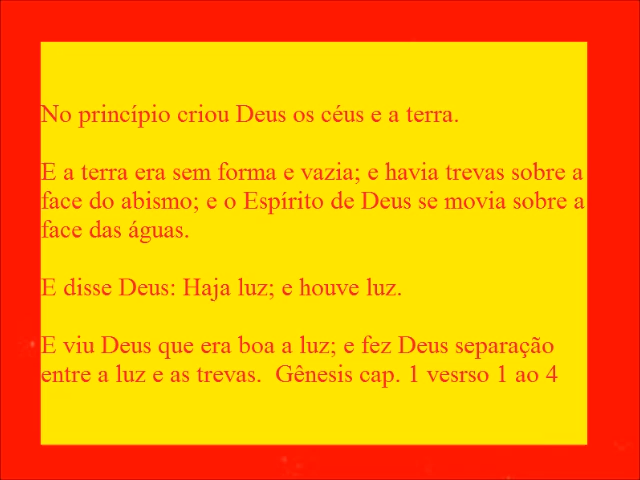 No princípio criou Deus os céus e a terra.
E a terra era sem forma e vazia; e havia trevas sobre a
face do abismo; e o Espírito de Deus se movia sobre a
face das águas.
E disse Deus: Haja luz; e houve luz.
E viu Deus que era boa a luz; e fez Deus separação
entre a luz e as trevas.  Gênesis cap. 1 vesrso 1 ao 4